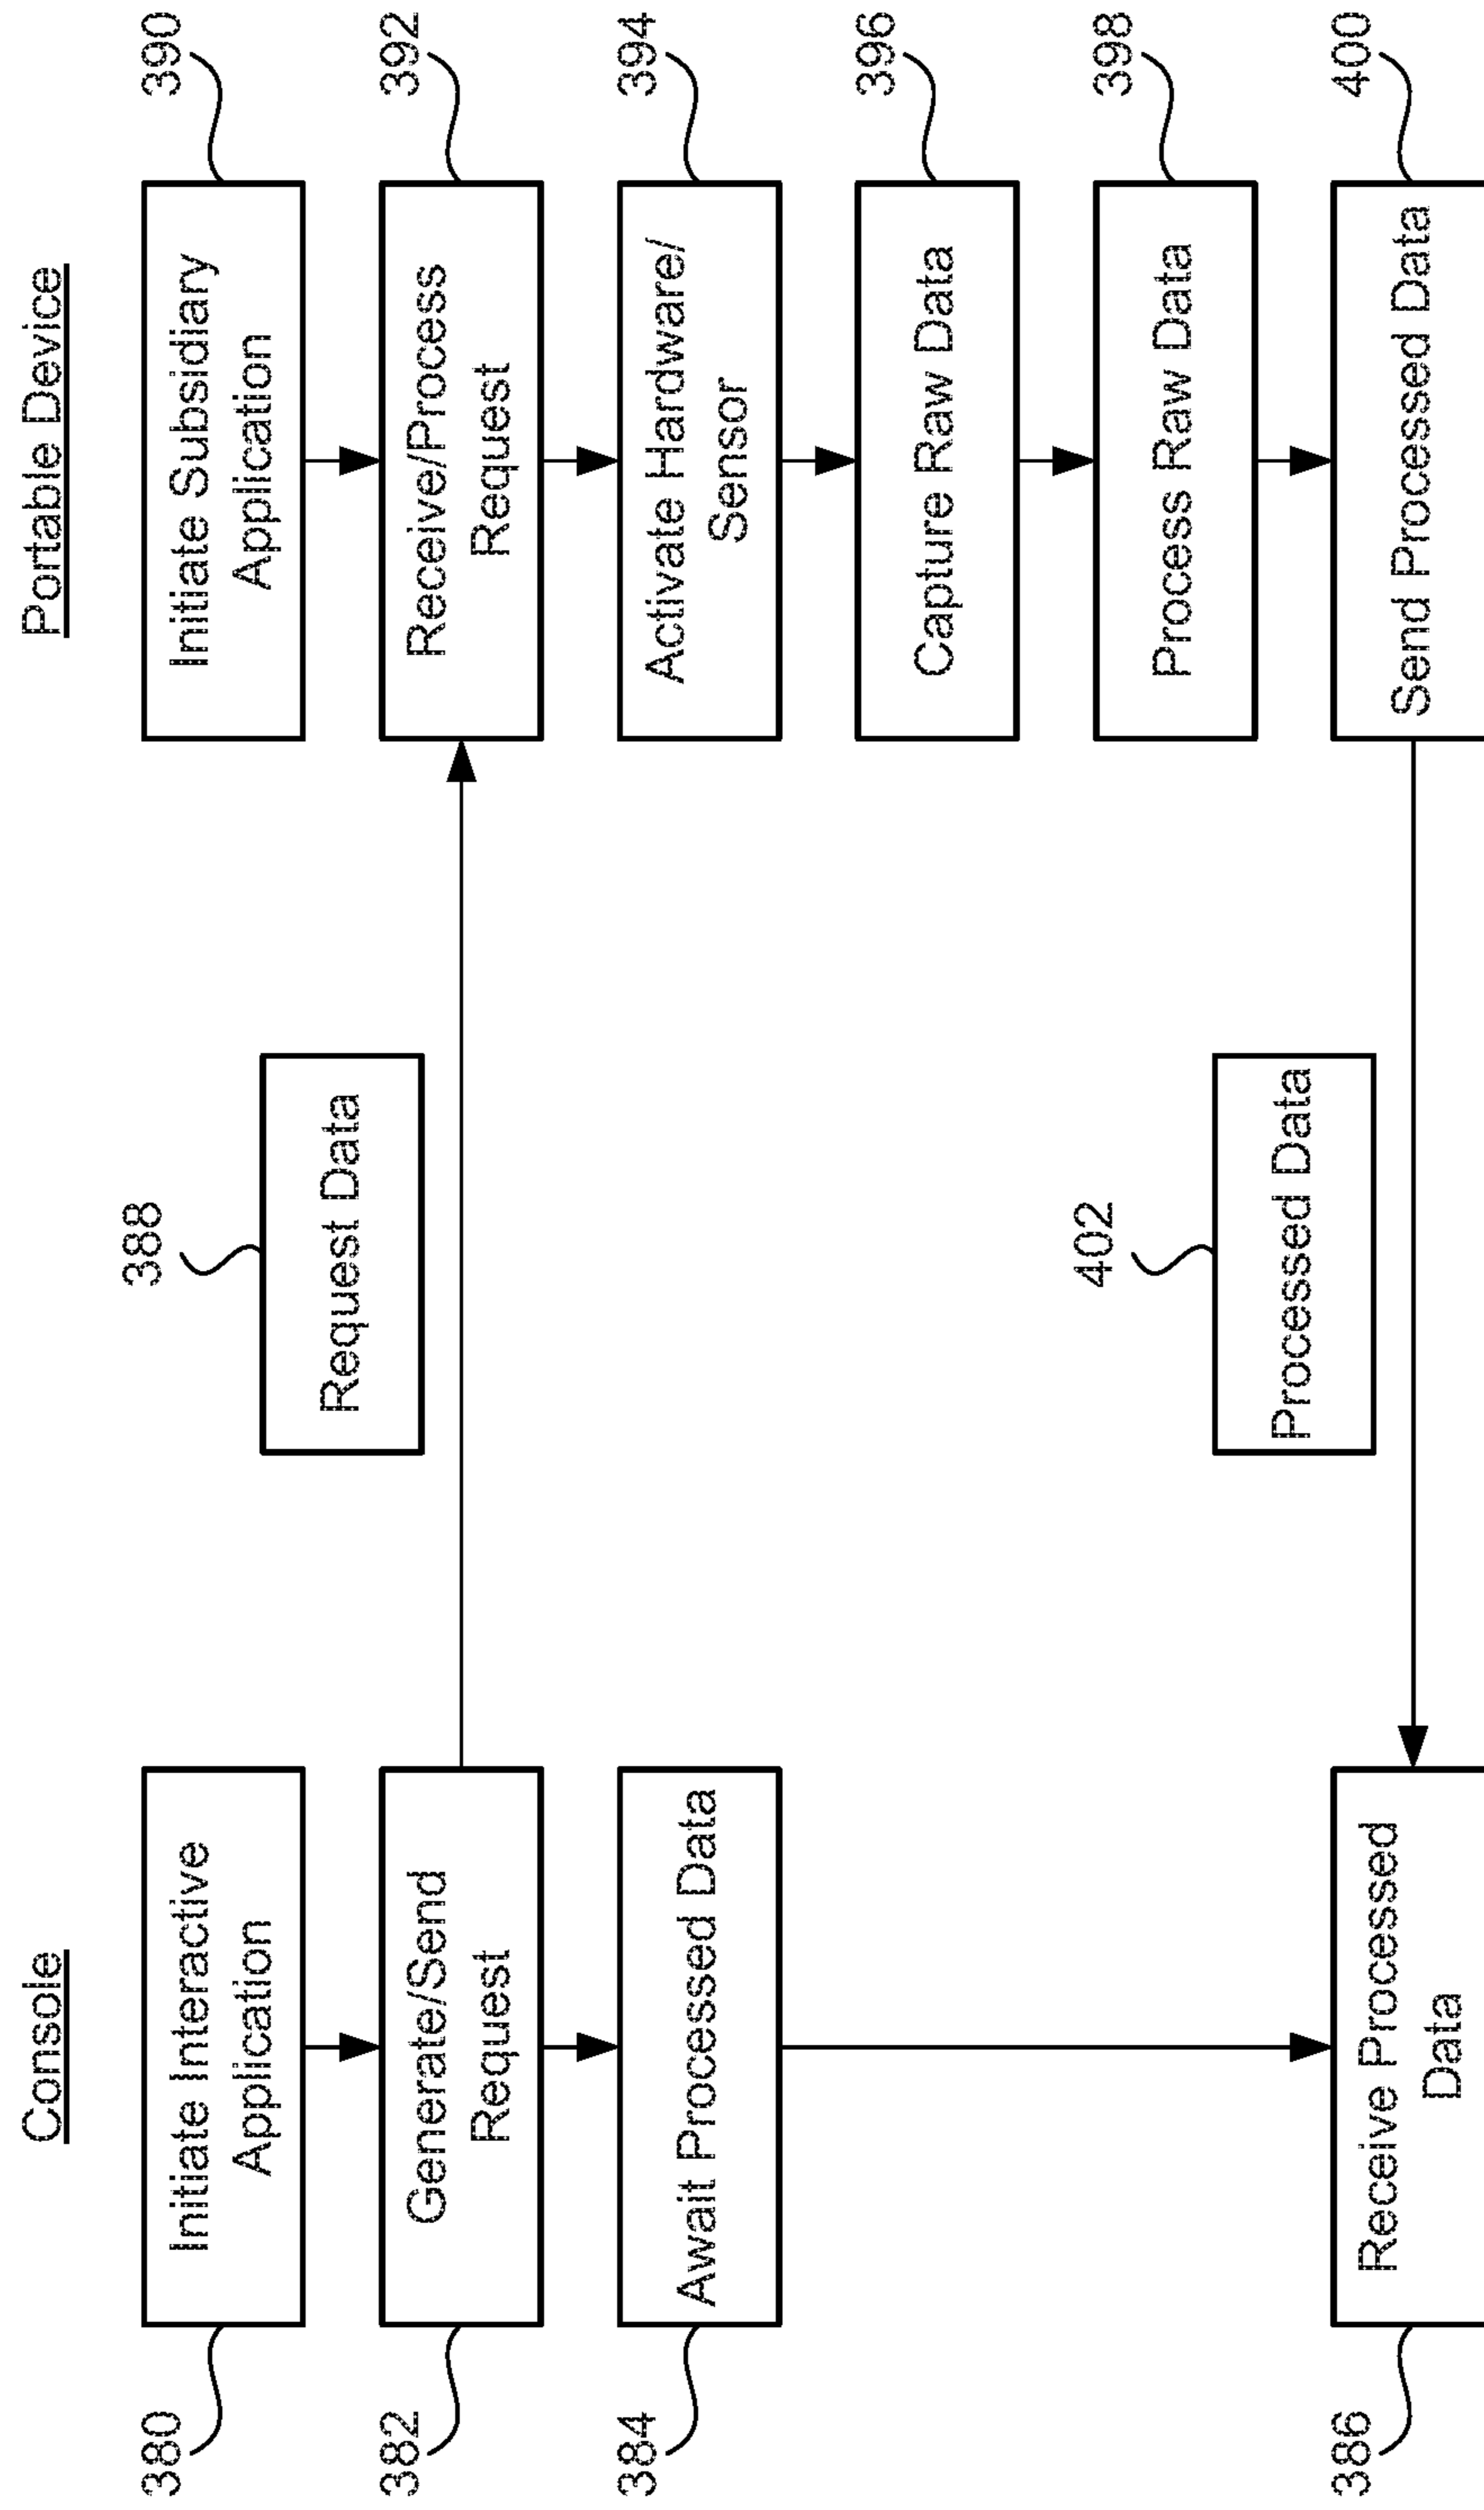 Console
Portable Device
380
Initiate Interactive
Application
382
Generate/Send
Request
384
Await Processed Data
386
Receive Processed
Data
388
Request Data
402
Processed Data
390
Initiate Subsidiary
Application
392
Receive/Process
Request
394
Activate Hardware/
Sensor
396
Capture Raw Data
398
Process Raw Data
400
Send Processed Data